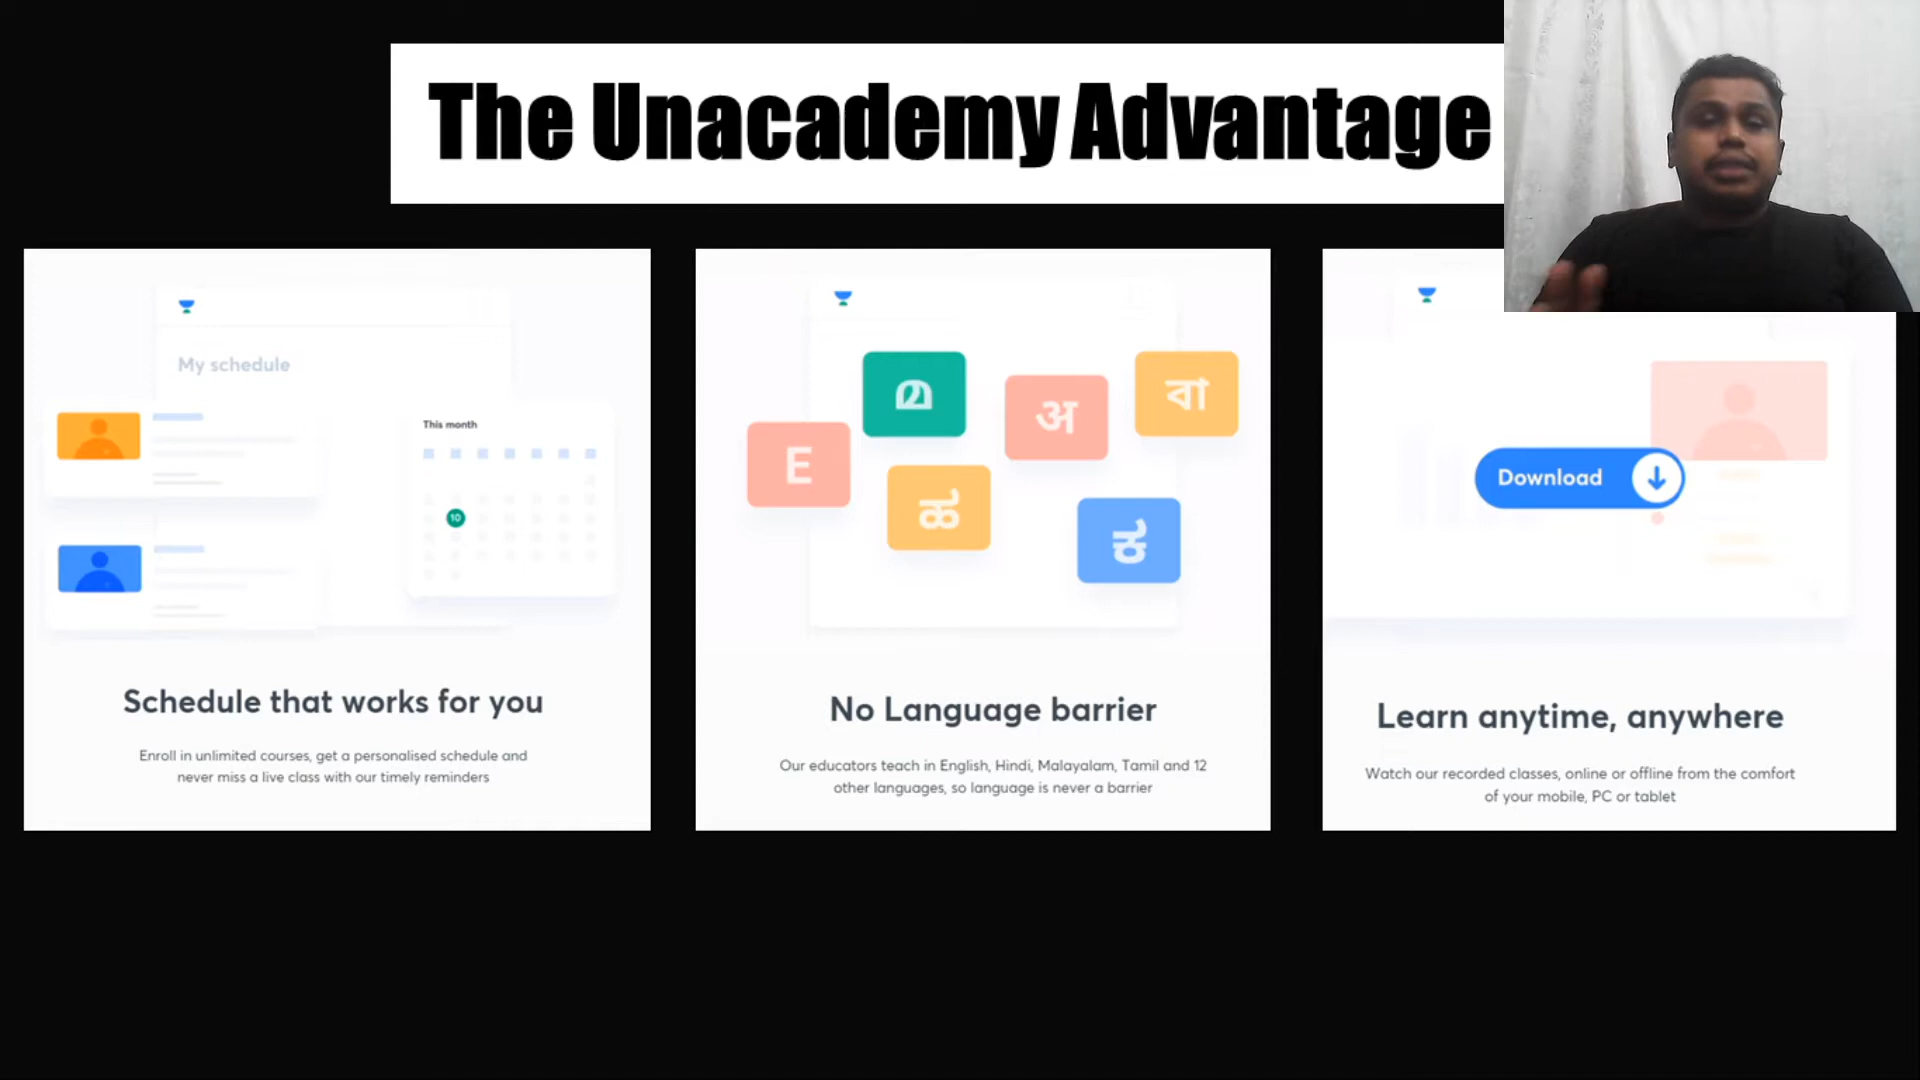 The Unacademy Advantage
My schedule
This month
10
E
മ
अ
বা
ಕ
Download
Schedule that works for you
Enroll in unlimited courses, get a personalised schedule and
never miss a live class with our timely reminders
No Language barrier
Our educators teach in English, Hindi, Malayalam, Tamil and 12
other languages, so language is never a barrier
Learn anytime, anywhere
Watch our recorded classes, online or offline from the comfort
of your mobile, PC or tablet